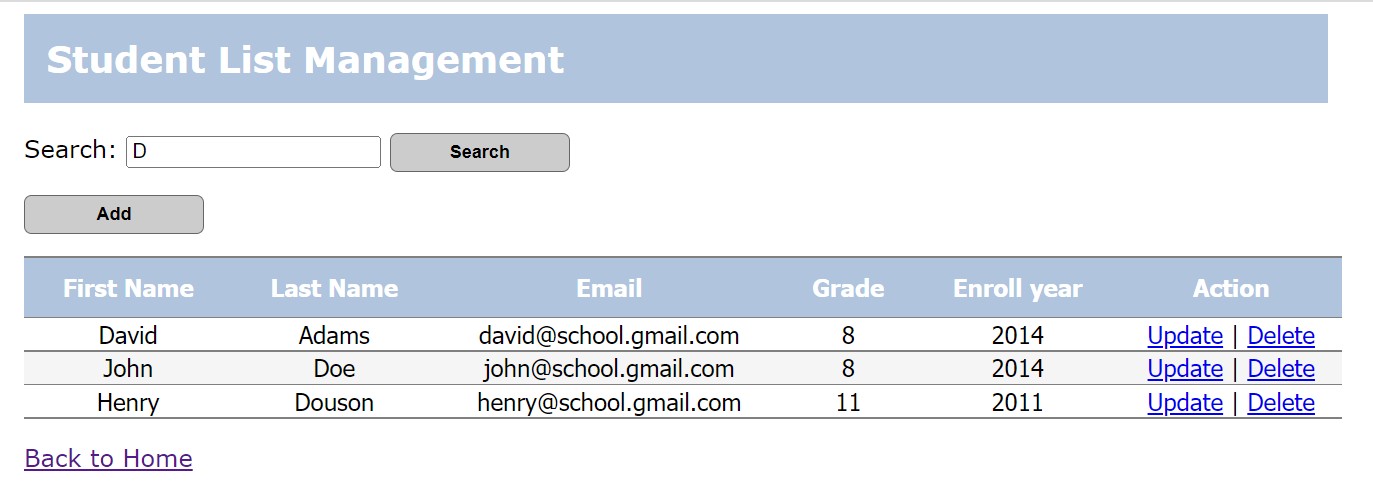 Student List Management
Search: D Search
Add
First Name Last Name Email Grade Enroll year Action
David Adams david@school.gmail.com 8 2014 Update | Delete
John Doe john@school.gmail.com 8 2014 Update | Delete
Henry Douson henry@school.gmail.com 11 2011 Update | Delete
Back to Home